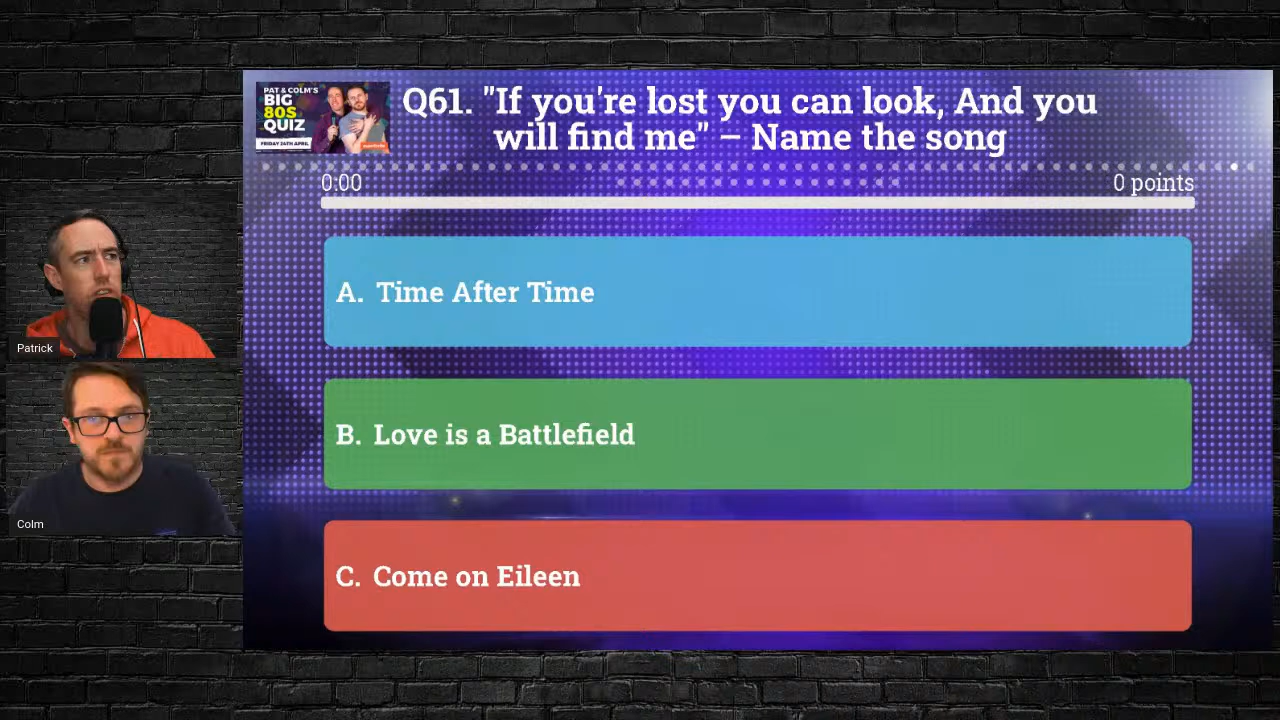 PAT & COLM'S
BIG
80S
QUIZ
FRIDAY 24TH APRIL
Q61. "If you're lost you can look, And you
will find me" – Name the song
0:00
0 points
A. Time After Time
B. Love is a Battlefield
C. Come on Eileen
Patrick
Colm